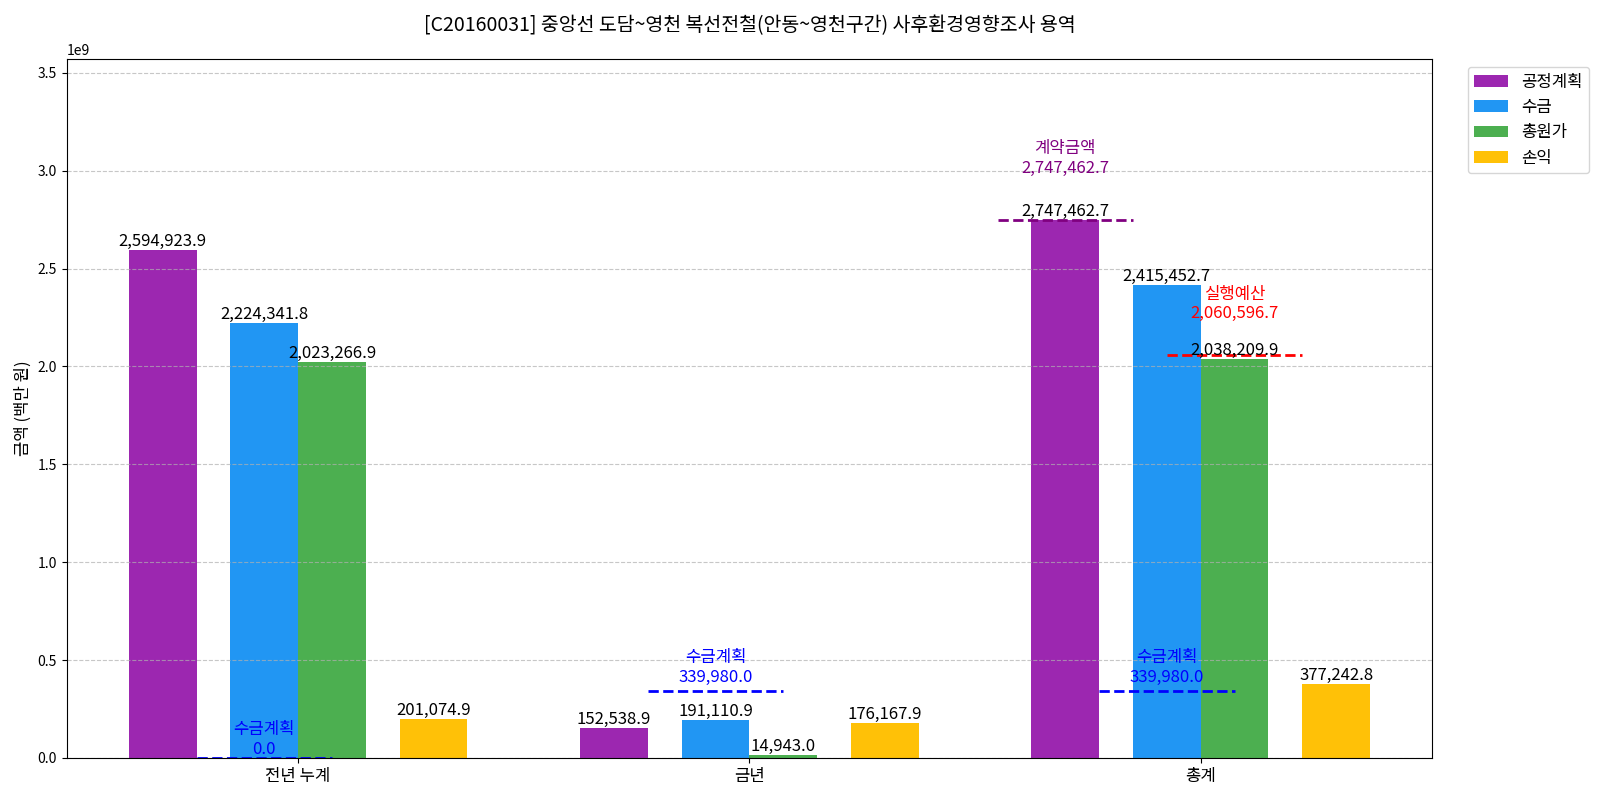 [C20160031] 중앙선 도담~영천 복선전철(안동~영천구간) 사후환경영향조사 용역
1e9
금액 (백만 원)
3.5
3.0
2.5
2.0
1.5
1.0
0.5
0.0
2,594,923.9
2,224,341.8
2,023,266.9
201,074.9
수금계획
0.0
152,538.9
191,110.9
14,943.0
176,167.9
수금계획
339,980.0
계약금액
2,747,462.7
2,747,462.7
2,415,452.7
실행예산
2,060,596.7
2,038,209.9
수금계획
339,980.0
377,242.8
전년 누계
금년
총계
공정계획
수금
총원가
손익